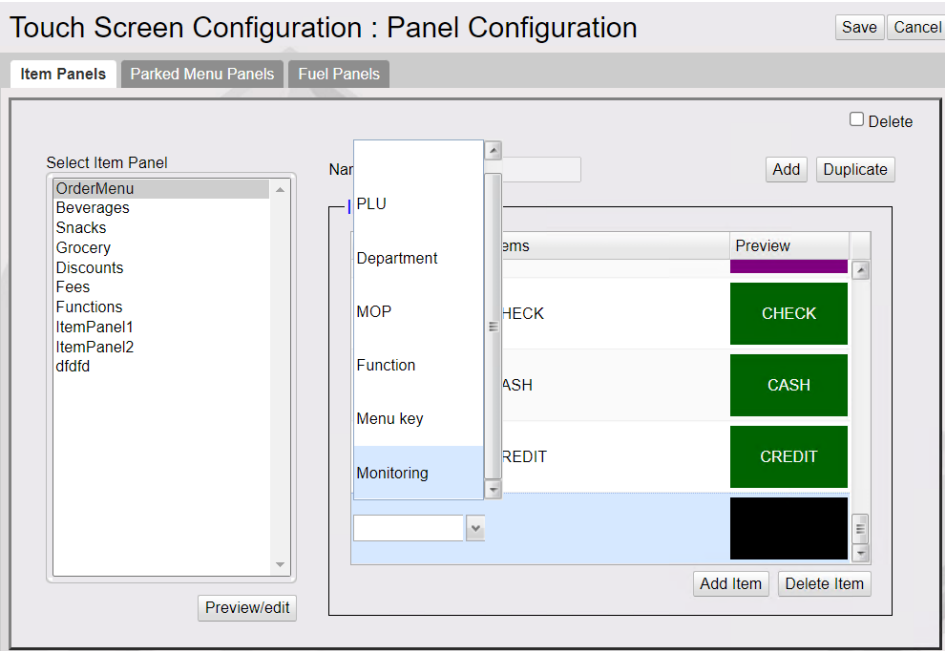 Touch Screen Configuration : Panel Configuration
Save Cancel
Item Panels Parked Menu Panels Fuel Panels
Delete
Select Item Panel
Add Duplicate
OrderMenu
Beverages
Snacks
Grocery
Discounts
Fees
Functions
ItemPanel1
ItemPanel2
dfdfd
Preview/edit
PLU
Department
MOP
Function
Menu key
Monitoring
Preview
CHECK
CASH
CREDIT
Add Item Delete Item